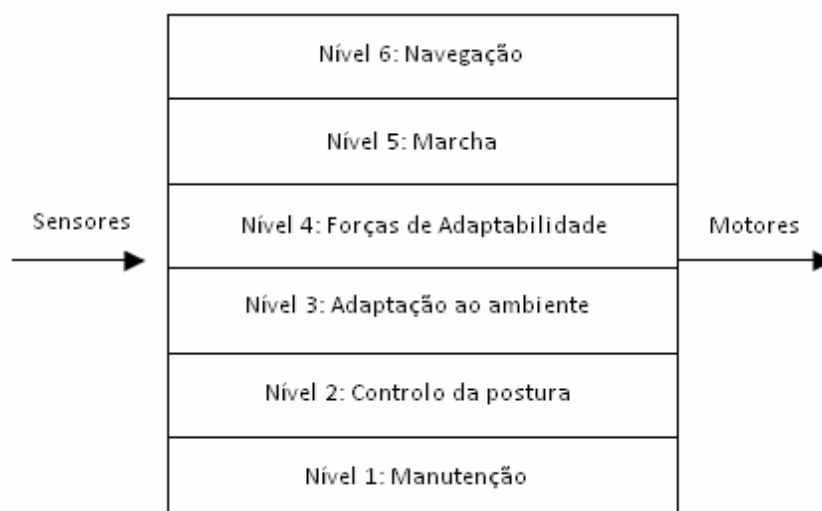 Nível 6: Navegação
Nível 5: Marcha
Sensores
Nível 4: Forças de Adaptabilidade
Motores
Nível 3: Adaptação ao ambiente
Nível 2: Controlo da postura
Nível 1: Manutenção